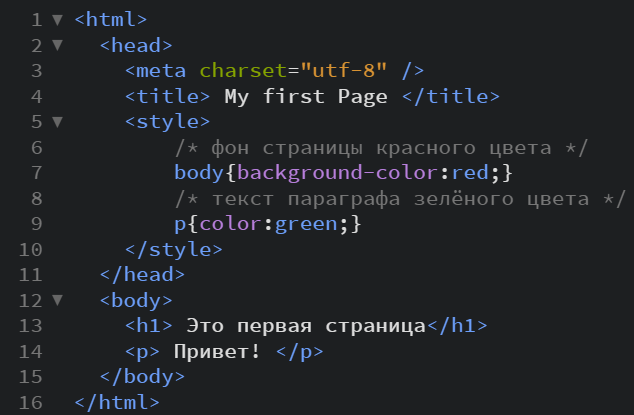 1 <html>
2 <head>
3 <meta charset="utf-8" />
4 <title> My first Page </title>
5 <style>
6 /* фон страницы красного цвета */
7 body{background-color:red;}
8 /* текст параграфа зелёного цвета */
9 p{color:green;}
10 </style>
11 </head>
12 <body>
13 <h1> Это первая страница</h1>
14 <p> Привет! </p>
15 </body>
16 </html>